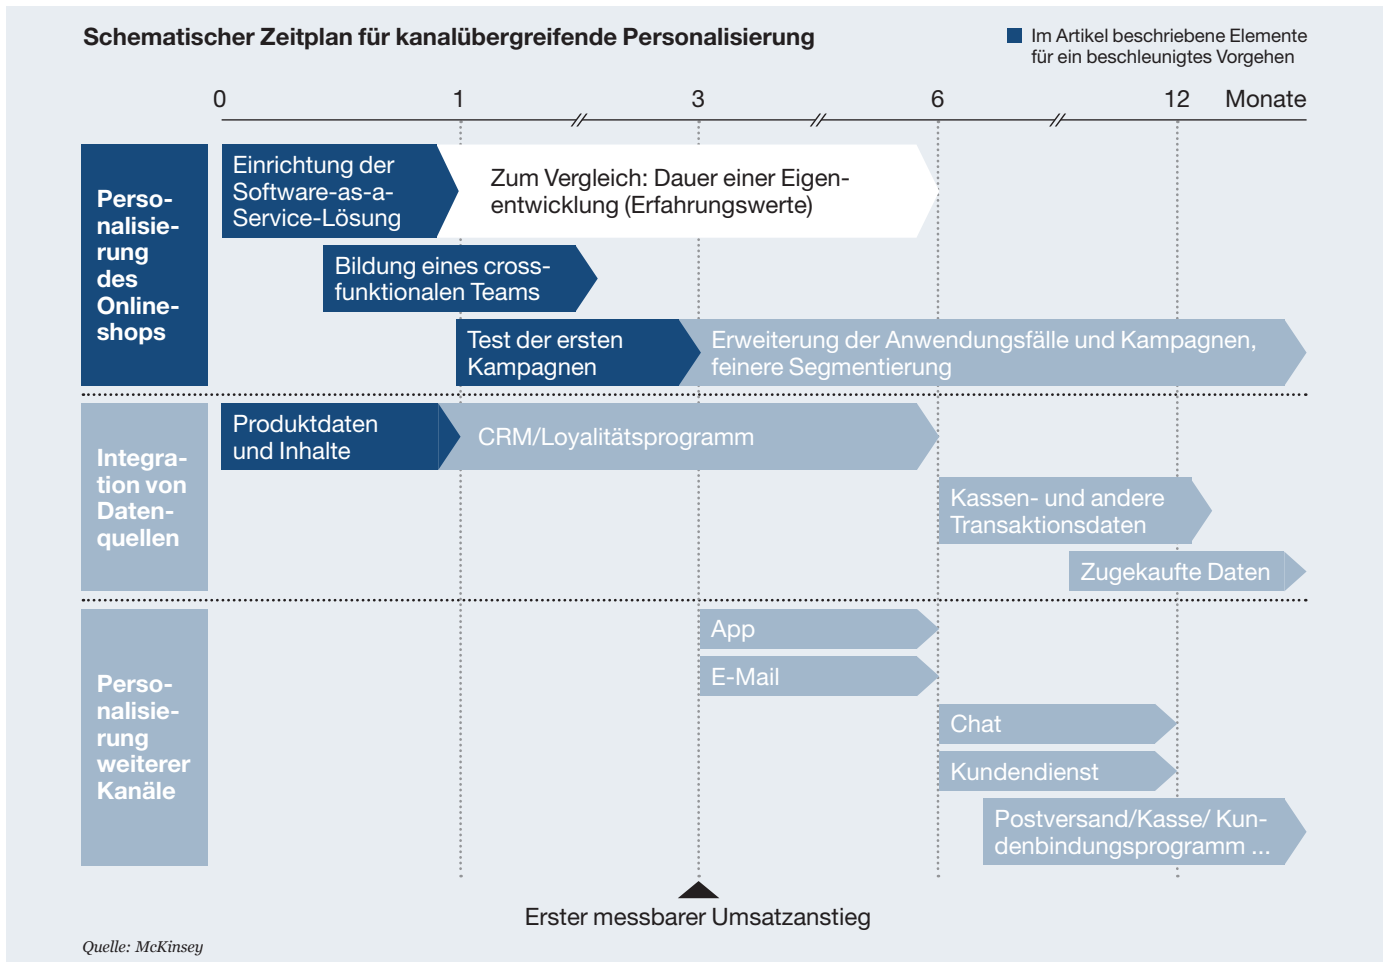 Schematischer Zeitplan für kanalübergreifende Personalisierung
Im Artikel beschriebene Elemente
für ein beschleunigtes Vorgehen
0 1 3 6 12 Monate
Perso-
nalisie-
rung
des
Online-
shops
Einrichtung der
Software-as-a-
Service-Lösung
Zum Vergleich: Dauer einer Eigen-
entwicklung (Erfahrungswerte)
Bildung eines cross-
funktionalen Teams
Test der ersten
Kampagnen
Erweiterung der Anwendungsfälle und Kampagnen,
feinere Segmentierung
Integra-
tion von
Daten-
quellen
Produktdaten
und Inhalte
CRM/Loyalitätsprogramm
Kassen- und andere
Transaktionsdaten
Zugekaufte Daten
Perso-
nalisie-
rung
weiterer
Kanäle
App
E-Mail
Chat
Kundendienst
Postversand/Kasse/ Kun-
denbindungsprogramm ...
Erster messbarer Umsatzanstieg
Quelle: McKinsey